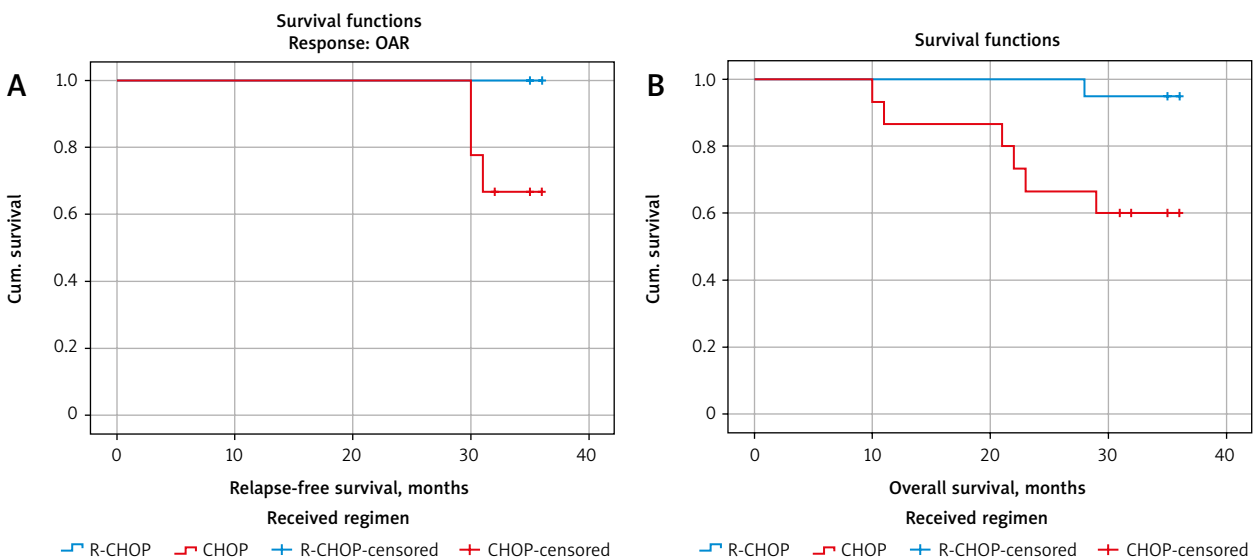 A
Survival functions
Response: OAR
Cum. survival
1.0
0.8
0.6
0.4
0.2
0
0 10 20 30 40
Relapse-free survival, months
Received regimen
R-CHOP CHOP R-CHOP-censored CHOP-censored
B
Survival functions
Cum. survival
1.0
0.8
0.6
0.4
0.2
0
0 10 20 30 40
Overall survival, months
Received regimen
R-CHOP CHOP R-CHOP-censored CHOP-censored